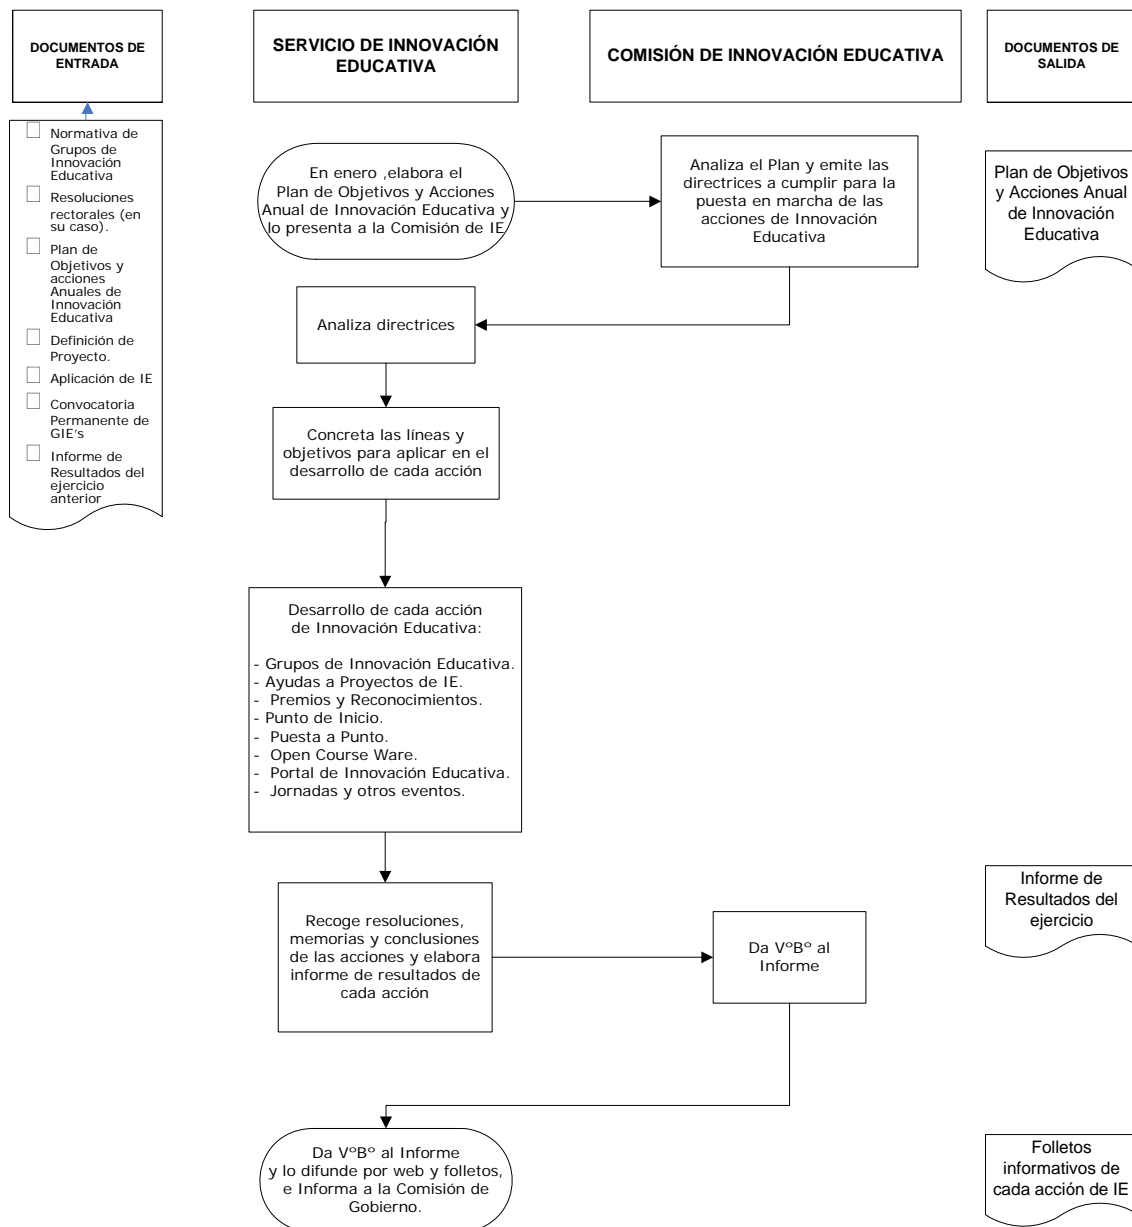 DOCUMENTOS DE
ENTRADA
SERVICIO DE INNOVACIÓN
EDUCATIVA
COMISIÓN DE INNOVACIÓN EDUCATIVA
DOCUMENTOS DE
SALIDA
Normativa de
Grupos de
Innovación
Educativa
Resoluciones
rectorales (en
su caso).
Plan de
Objetivos y
acciones
Anuales de
Innovación
Educativa
Definición de
Proyecto.
Aplicación de IE
Convocatoria
Permanente de
GIE's
Informe de
Resultados del
ejercicio
anterior
En enero ,elabora el
Plan de Objetivos y Acciones
Anual de Innovación Educativa y
lo presenta a la Comisión de IE
Analiza el Plan y emite las
directrices a cumplir para la
puesta en marcha de las
acciones de Innovación
Educativa
Plan de Objetivos
y Acciones Anual
de Innovación
Educativa
Analiza directrices
Concreta las líneas y
objetivos para aplicar en el
desarrollo de cada acción
Desarrollo de cada acción
de Innovación Educativa:
- Grupos de Innovación Educativa.
- Ayudas a Proyectos de IE.
- Premios y Reconocimientos.
- Punto de Inicio.
- Puesta a Punto.
- Open Course Ware.
- Portal de Innovación Educativa.
- Jornadas y otros eventos.
Recoge resoluciones,
memorias y conclusiones
de las acciones y elabora
informe de resultados de
cada acción
Da VºBº al
Informe
Informe de
Resultados del
ejercicio
Da VºBº al Informe
y lo difunde por web y folletos,
e Informa a la Comisión de
Gobierno.
Folletos
informativos de
cada acción de IE